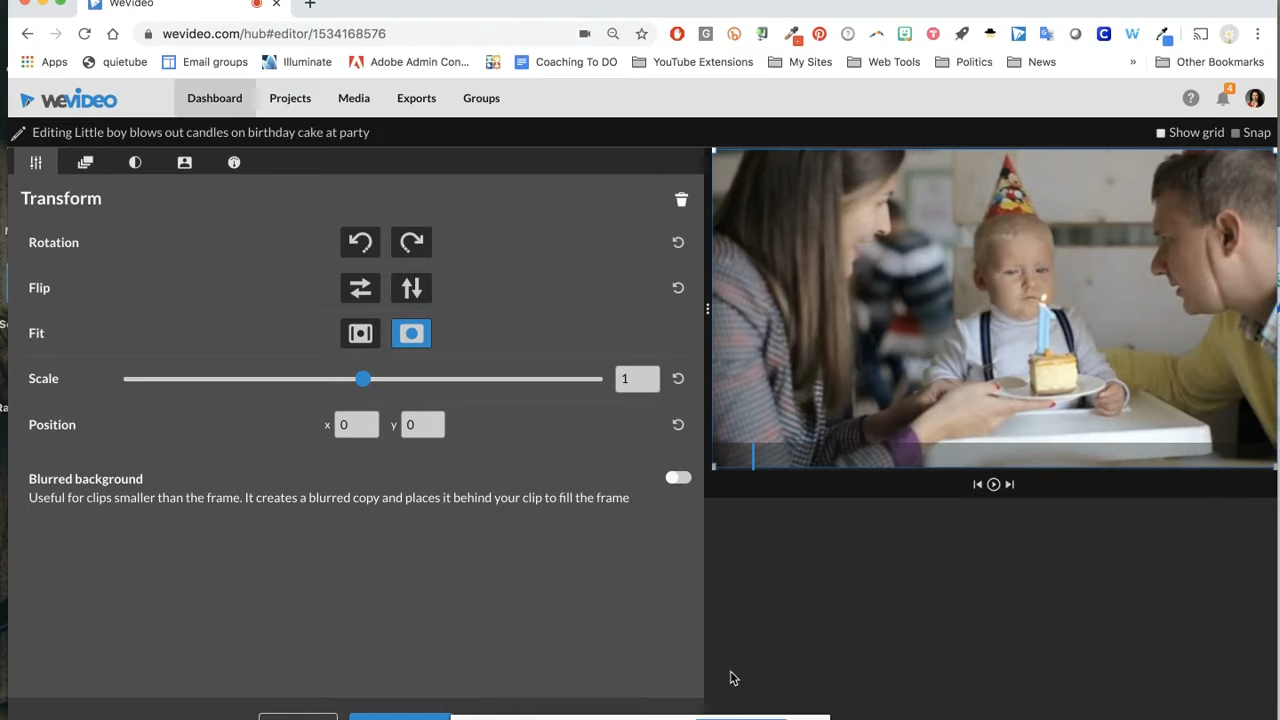 WeVideo
wevideo.com/hub#editor/1534168576
Apps quietube Email groups Illuminate Adobe Admin Con... Coaching TO DO YouTube Extensions My Sites Web Tools Politics News » Other Bookmarks
WEVIDEO Dashboard Projects Media Exports Groups 4
Editing Little boy blows out candles on birthday cake at party Show grid Snap
Transform
Rotation
Flip
Fit
Scale 1
Position x 0 y 0
Blurred background
Useful for clips smaller than the frame. It creates a blurred copy and places it behind your clip to fill the frame